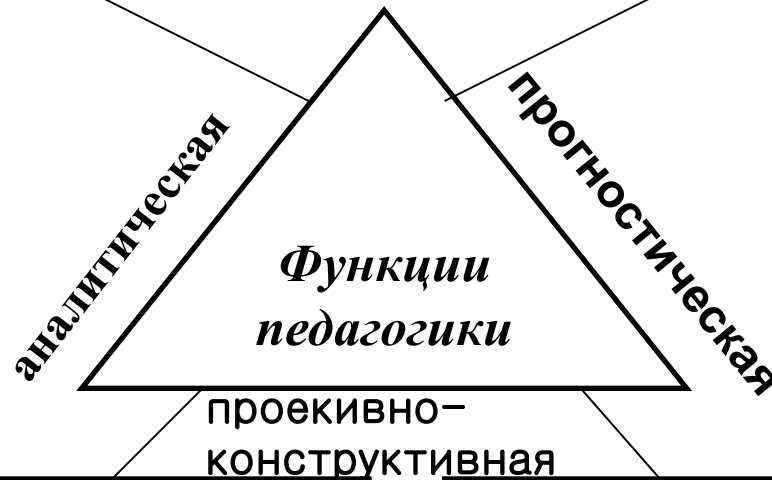 аналитическая
прогностическая
Функции
педагогики
проекивно-
конструктивная